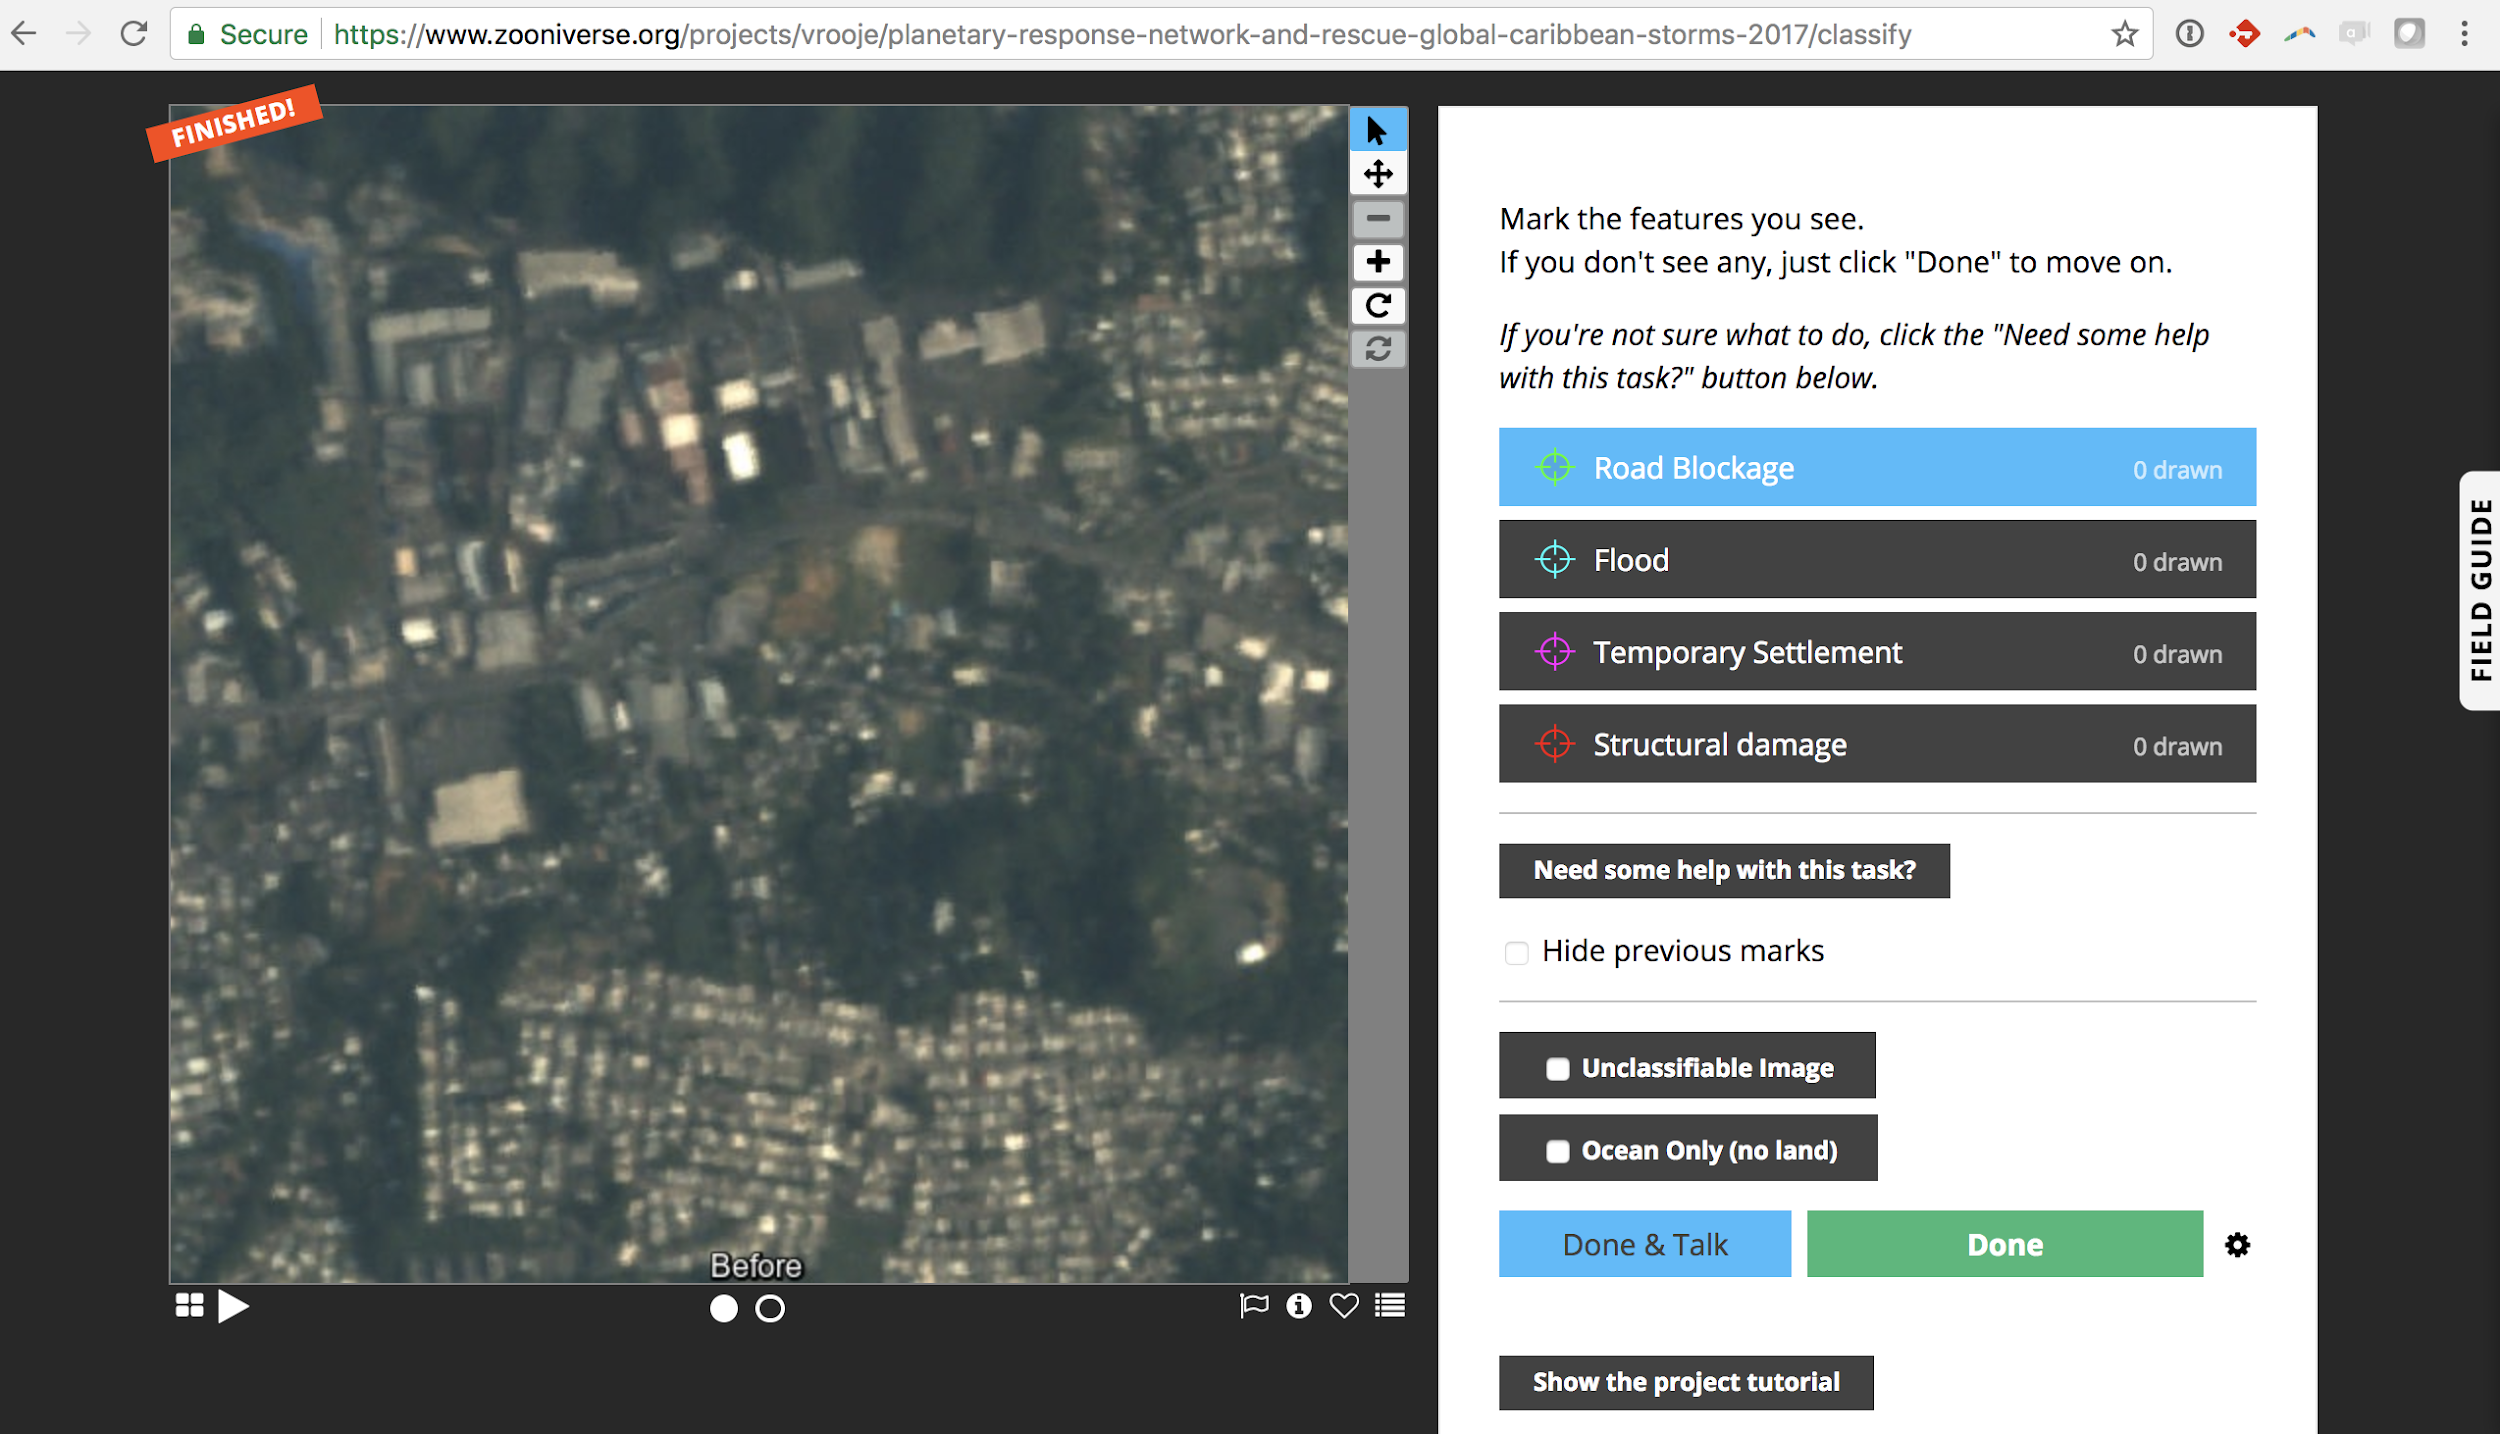 Secure https://www.zooniverse.org/projects/vrooje/planetary-response-network-and-rescue-global-caribbean-storms-2017/classify
FINISHED!
Mark the features you see.
If you don't see any, just click "Done" to move on.
If you're not sure what to do, click the "Need some help
with this task?" button below.
Road Blockage 0 drawn
Flood 0 drawn
Temporary Settlement 0 drawn
Structural damage 0 drawn
FIELD GUIDE
Need some help with this task?
Hide previous marks
Unclassifiable Image
Ocean Only (no land)
Before
Done & Talk Done
Show the project tutorial